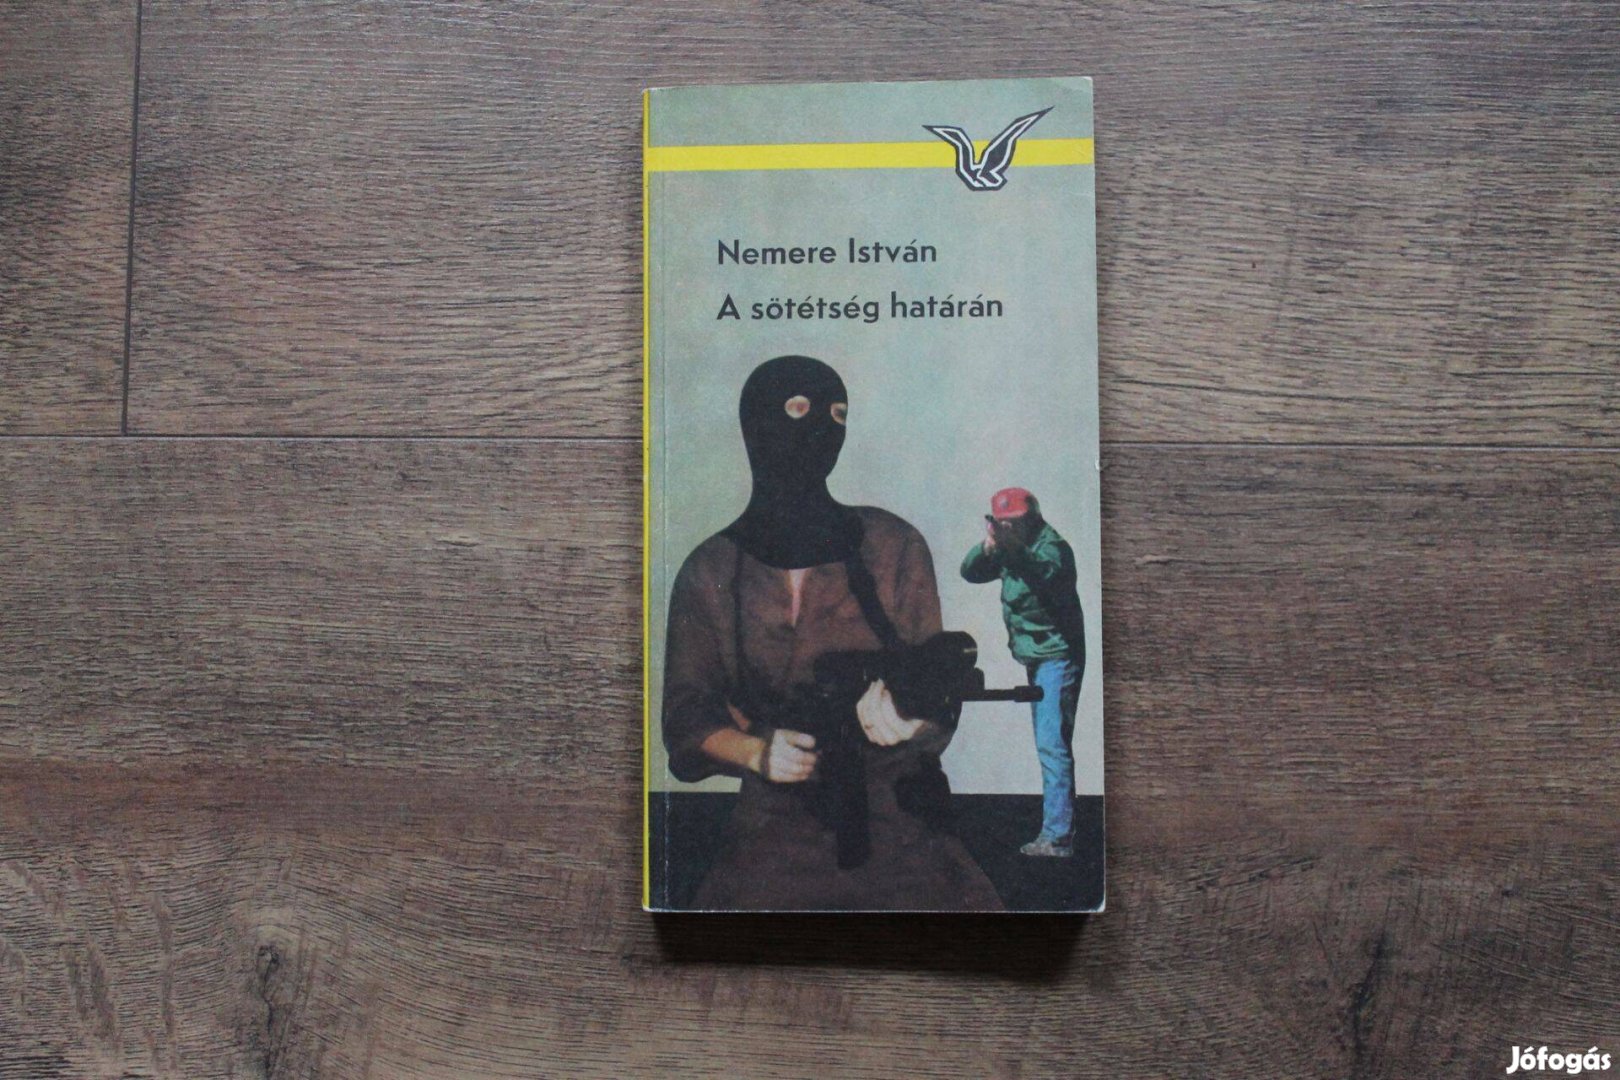 Nemere István
A sötétség határán
Jófogás